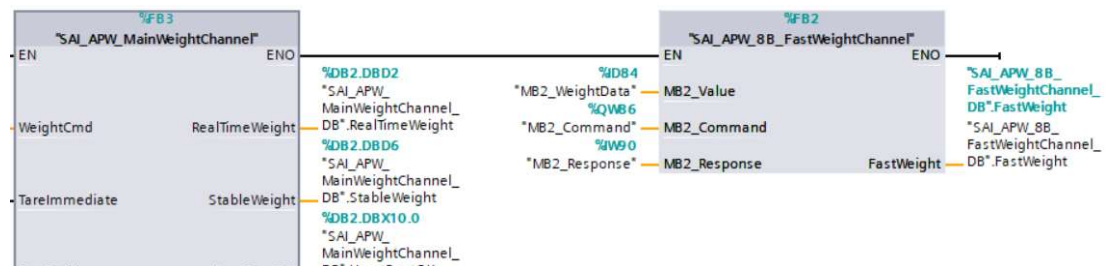 %FB3
"SAI_APW_MainWeightChannel"
EN
ENO
WeightCmd
RealTimeWeight
TareImmediate
StableWeight
%DB2.DBD2
"SAI_APW_
MainWeightChannel_
DB".RealTimeWeight
%DB2.DBD6
"SAI_APW_
MainWeightChannel_
DB".StableWeight
%DB2.DBX10.0
"SAI_APW_
MainWeightChannel_
%ID84
"MB2_WeightData"
%QW86
"MB2_Command"
%IW90
"MB2_Response"
%FB2
"SAI_APW_8B_FastWeightChannel"
EN
ENO
MB2_Value
MB2_Command
MB2_Response
FastWeight
"SAI_APW_8B_
FastWeightChannel_
DB".FastWeight
"SAI_APW_8B_
FastWeightChannel_
DB".FastWeight